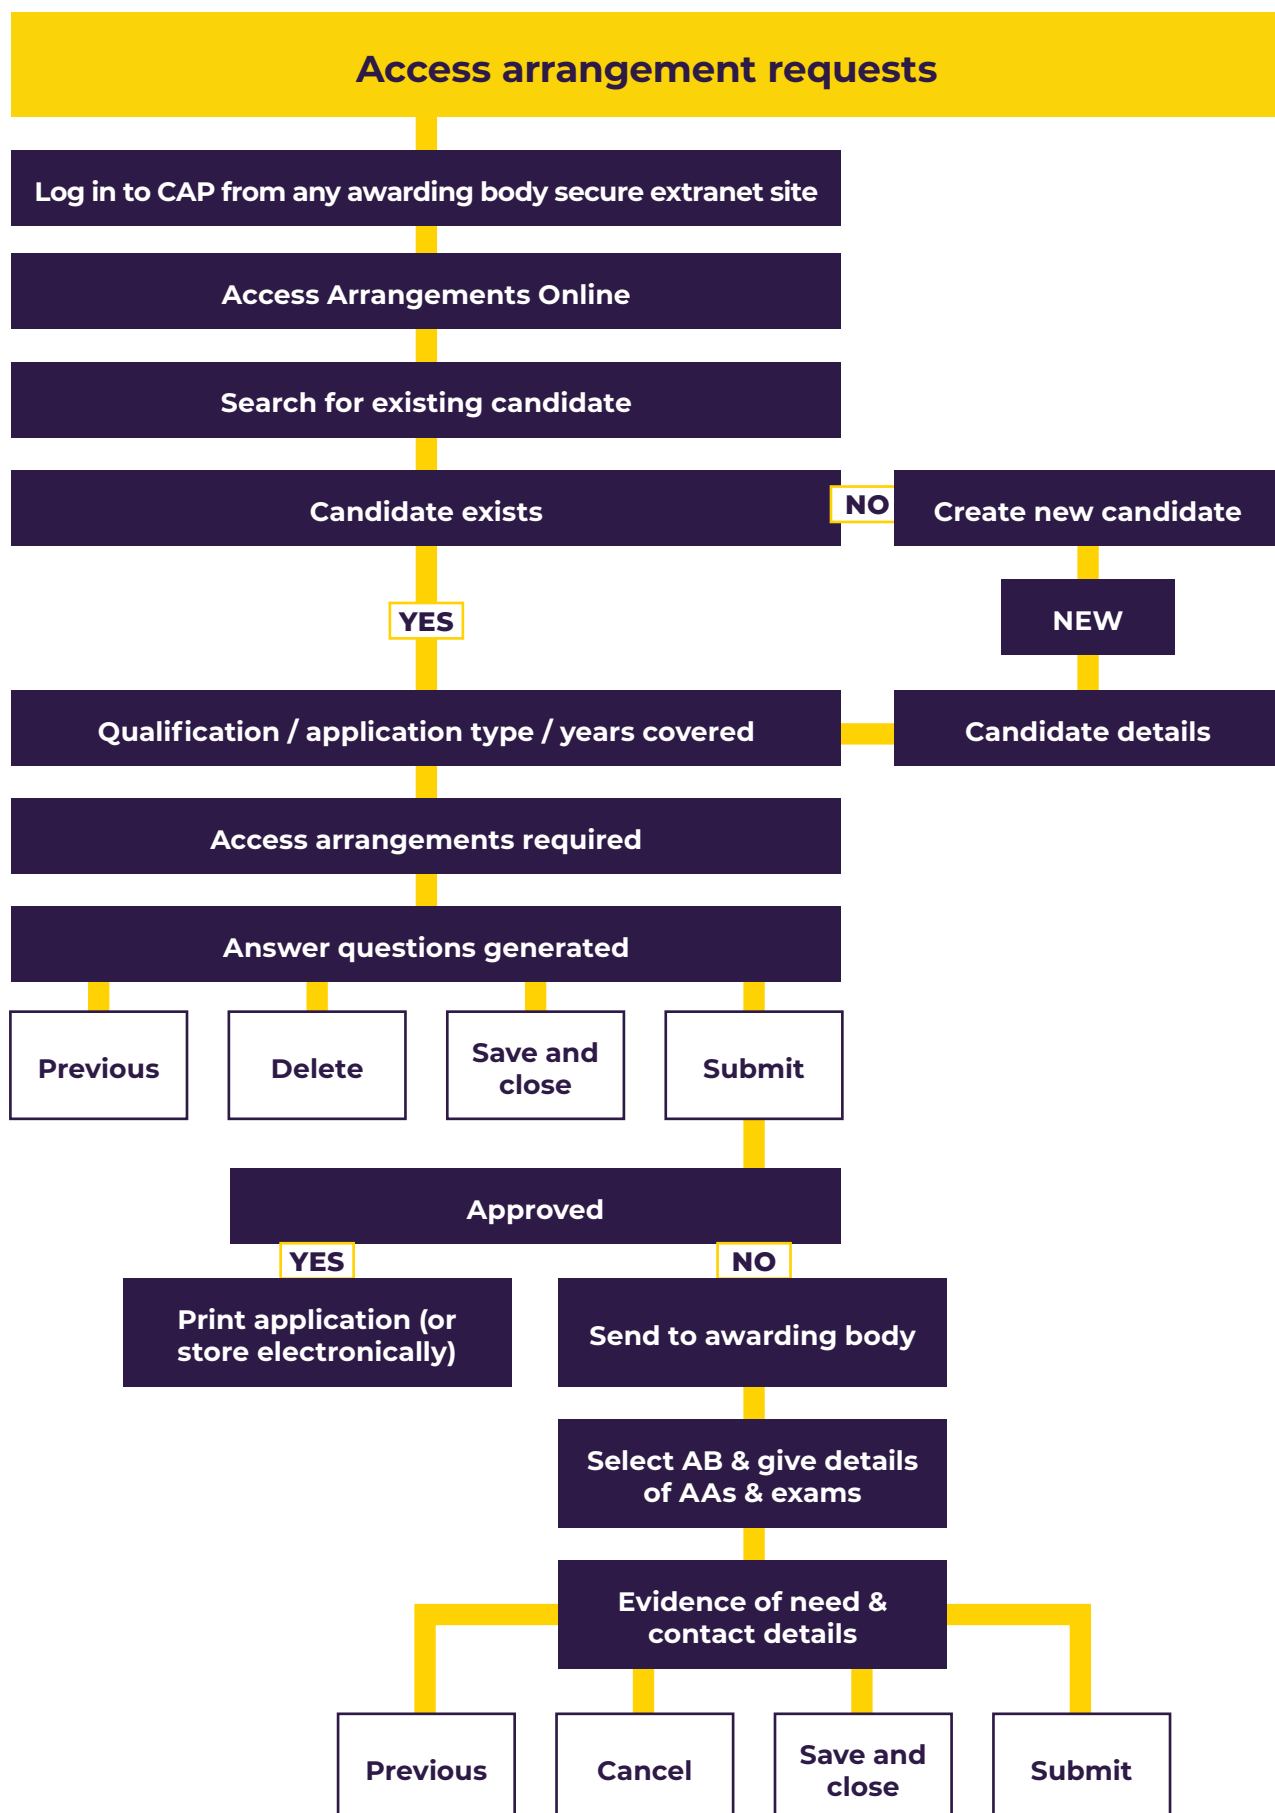 Access arrangement requests
Log in to CAP from any awarding body secure extranet site
Access Arrangements Online
Search for existing candidate
Candidate exists
NO
Create new candidate
YES
NEW
Qualification / application type / years covered
Candidate details
Access arrangements required
Answer questions generated
Previous
Delete
Save and
close
Submit
Approved
YES
NO
Print application (or
store electronically)
Send to awarding body
Select AB & give details
of AAs & exams
Evidence of need &
contact details
Previous
Cancel
Save and
close
Submit